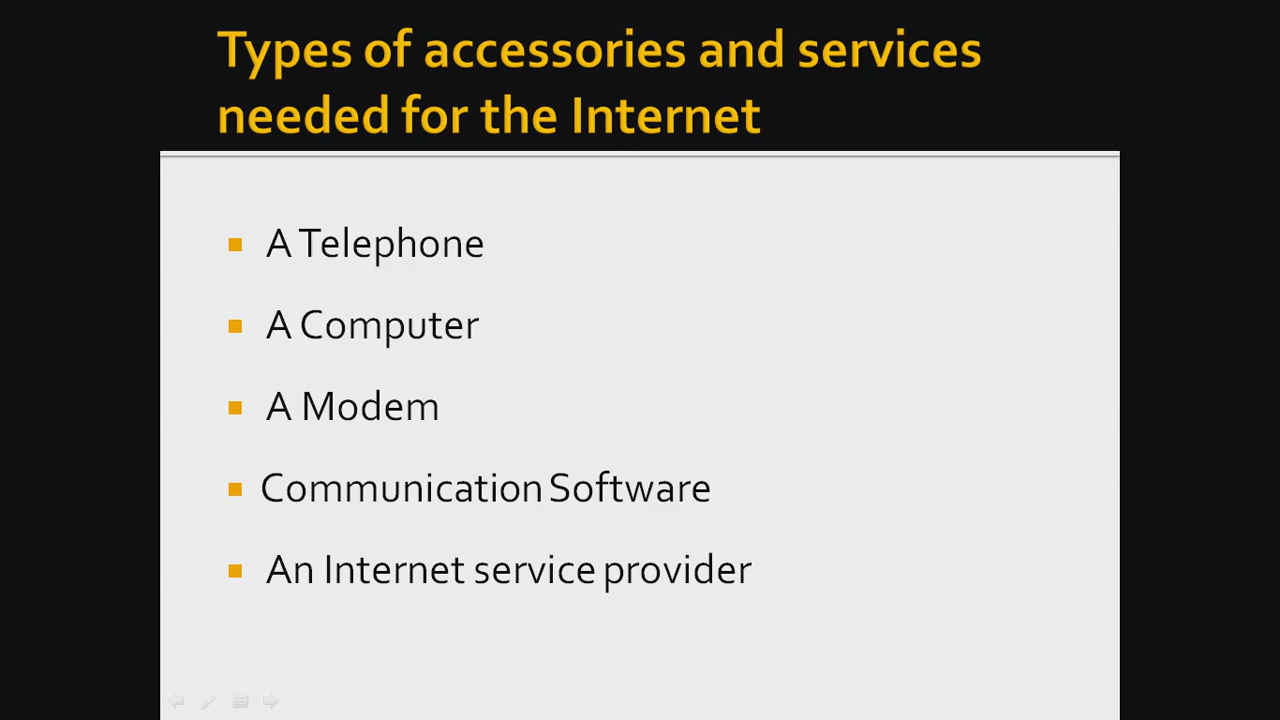 Types of accessories and services
needed for the Internet
A Telephone
A Computer
A Modem
Communication Software
An Internet service provider